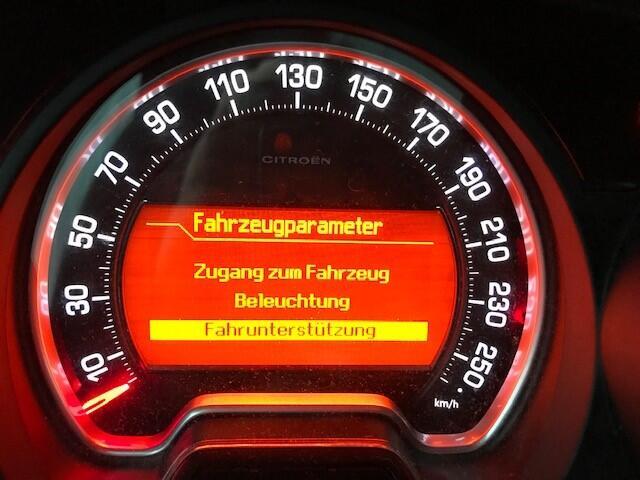 10
30
50
70
90
110
130
150
170
190
210
230
250
km/h
CITROËN
Fahrzeugparameter
Zugang zum Fahrzeug
Beleuchtung
Fahrunterstützung